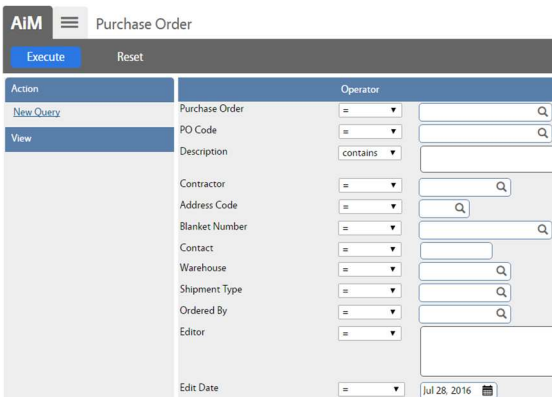 AiM Purchase Order
Execute Reset
Action
New Query
View
Operator
Purchase Order =
PO Code =
Description contains
Contractor =
Address Code =
Blanket Number =
Contact =
Warehouse =
Shipment Type =
Ordered By =
Editor =
Edit Date = Jul 28, 2016